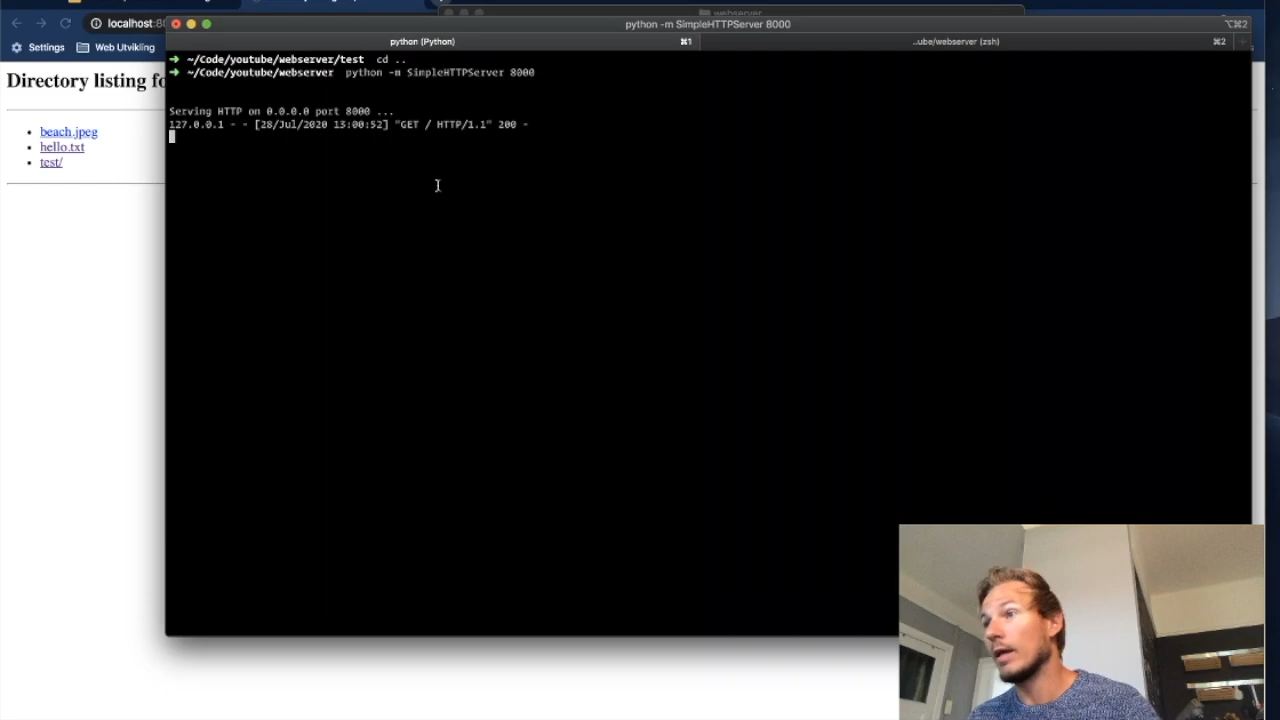 python -m SimpleHTTPServer 8000
⌥⌘2
localhost:80
python (Python)
⌘1
..ube/webserver (zsh)
⌘2
Settings
Web Utvikling
➜ ~/Code/youtube/webserver/test cd ..
➜ ~/Code/youtube/webserver python -m SimpleHTTPServer 8000
Directory listing fo
Serving HTTP on 0.0.0.0 port 8000 ...
127.0.0.1 - - [28/Jul/2020 13:00:52] "GET / HTTP/1.1" 200 -
beach.jpeg
hello.txt
test/